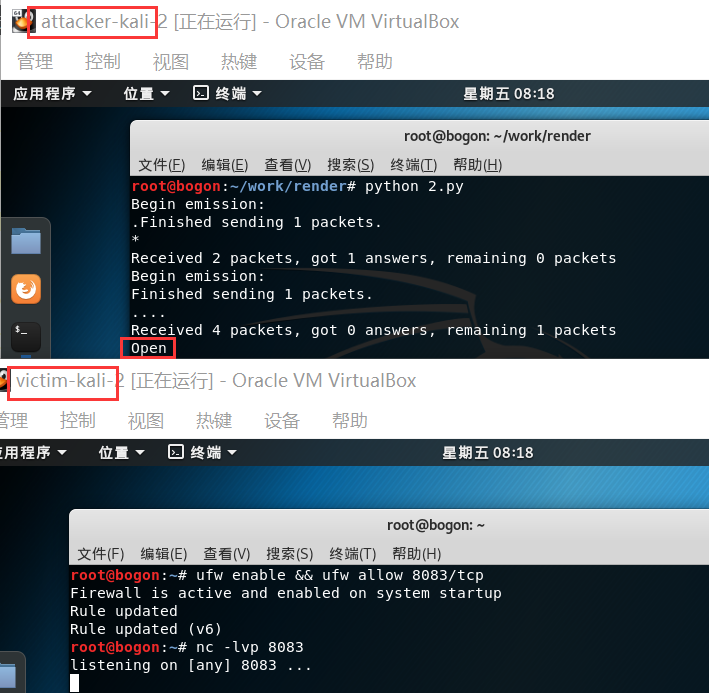 attacker-kali-2 [正在运行] - Oracle VM VirtualBox
管理 控制 视图 热键 设备 帮助
应用程序 位置 终端 星期五 08:18
root@bogon: ~/work/render
文件(F) 编辑(E) 查看(V) 搜索(S) 终端(T) 帮助(H)
root@bogon:~/work/render# python 2.py
Begin emission:
.Finished sending 1 packets.
*
Received 2 packets, got 1 answers, remaining 0 packets
Begin emission:
Finished sending 1 packets.
....
Received 4 packets, got 0 answers, remaining 1 packets
Open
victim-kali-2 [正在运行] - Oracle VM VirtualBox
管理 控制 视图 热键 设备 帮助
应用程序 位置 终端 星期五 08:18
root@bogon: ~
文件(F) 编辑(E) 查看(V) 搜索(S) 终端(T) 帮助(H)
root@bogon:~# ufw enable && ufw allow 8083/tcp
Firewall is active and enabled on system startup
Rule updated
Rule updated (v6)
root@bogon:~# nc -lvp 8083
listening on [any] 8083 ...